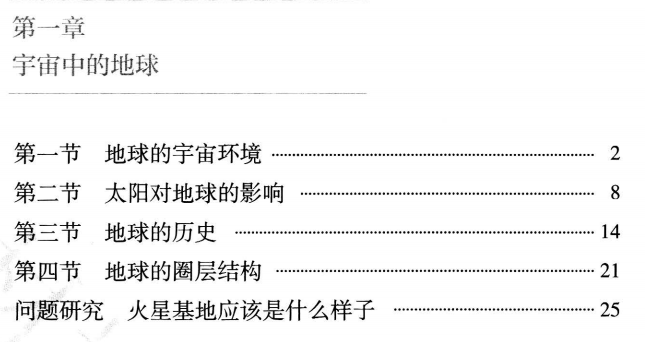 第一章
宇宙中的地球
第一节 地球的宇宙环境 2
第二节 太阳对地球的影响 8
第三节 地球的历史 14
第四节 地球的圈层结构 21
问题研究 火星基地应该是什么样子 25